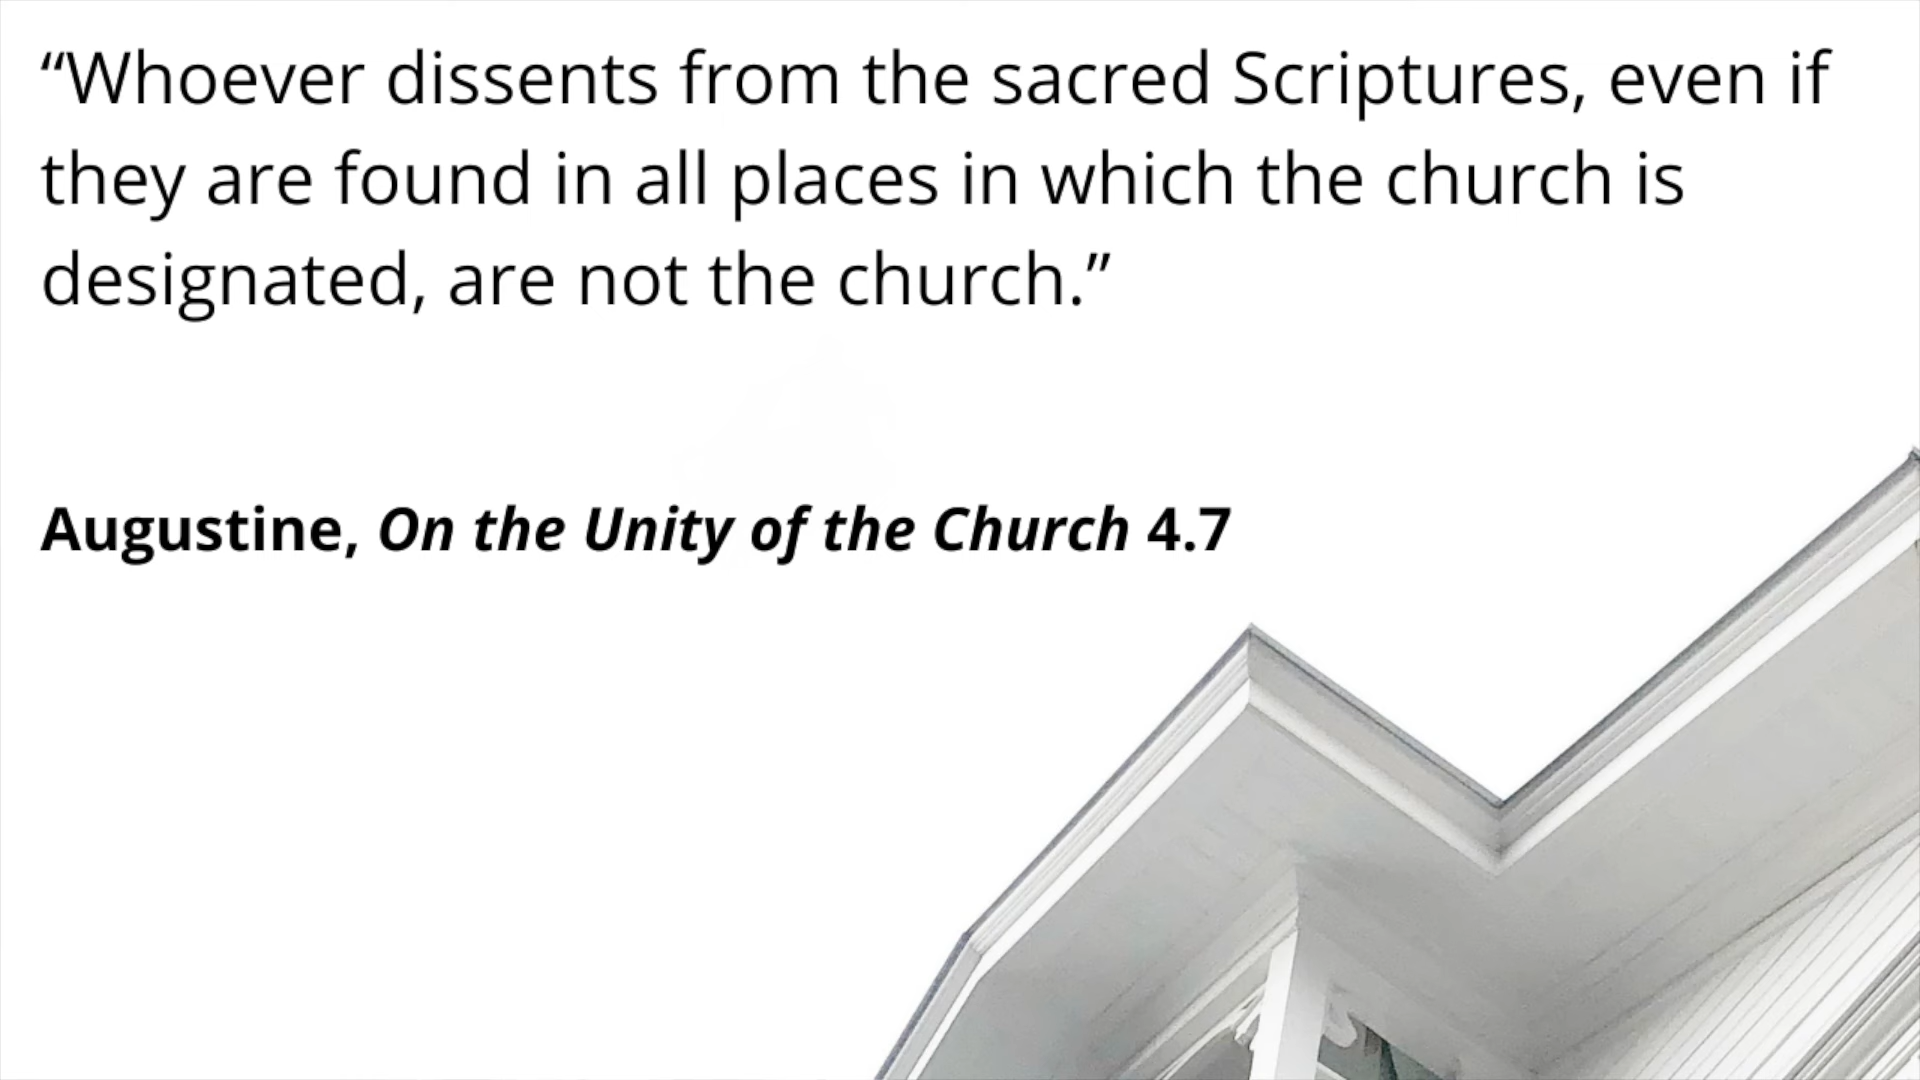 “Whoever dissents from the sacred Scriptures, even if
they are found in all places in which the church is
designated, are not the church.”
Augustine, On the Unity of the Church 4.7